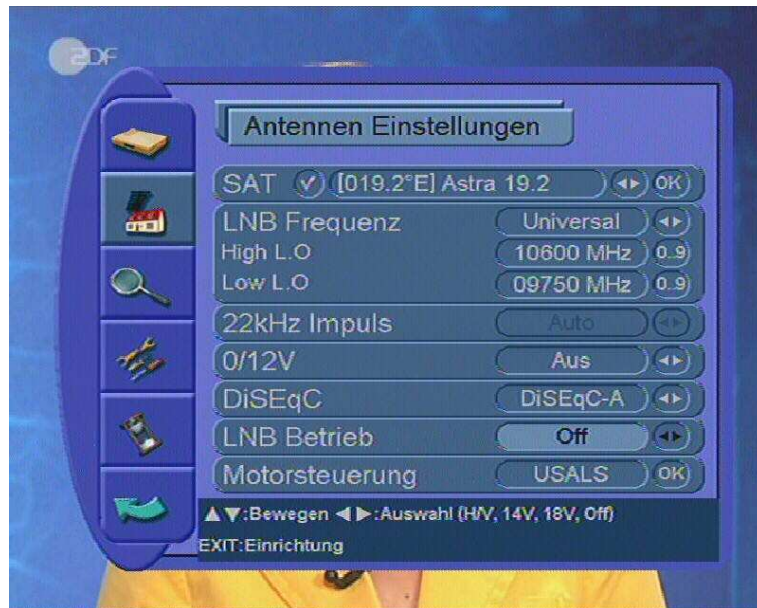 ZDF
Antennen Einstellungen
SAT [019.2°E] Astra 19.2 OK
LNB Frequenz Universal
High L.O 10600 MHz 0..9
Low L.O 09750 MHz 0..9
22kHz Impuls Auto
0/12V Aus
DiSEqC DiSEqC-A
LNB Betrieb Off
Motorsteuerung USALS OK
▲▼:Bewegen ◀▶:Auswahl (H/V, 14V, 18V, Off)
EXIT:Einrichtung